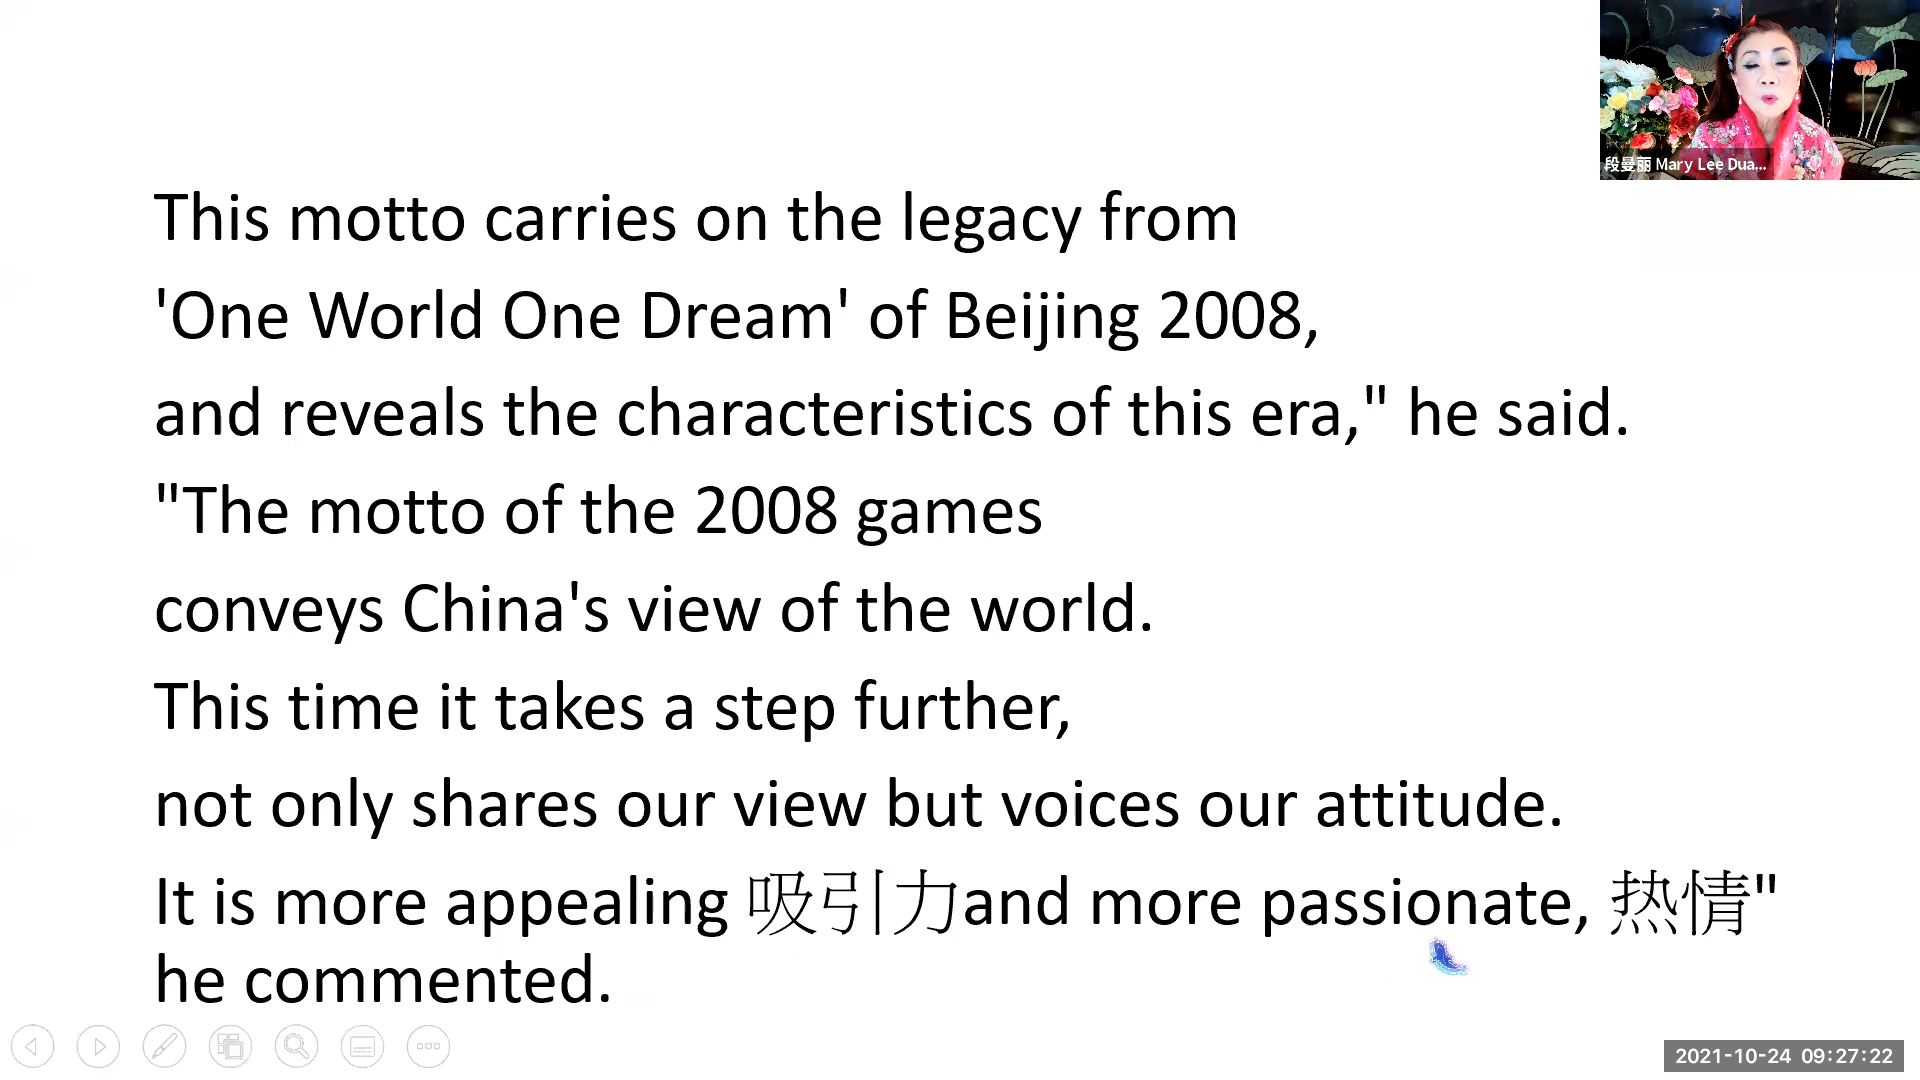 段曼丽 Mary Lee Dua...
This motto carries on the legacy from
'One World One Dream' of Beijing 2008,
and reveals the characteristics of this era," he said.
"The motto of the 2008 games
conveys China's view of the world.
This time it takes a step further,
not only shares our view but voices our attitude.
It is more appealing 吸引力and more passionate, 热情"
he commented.
2021-10-24 09:27:22